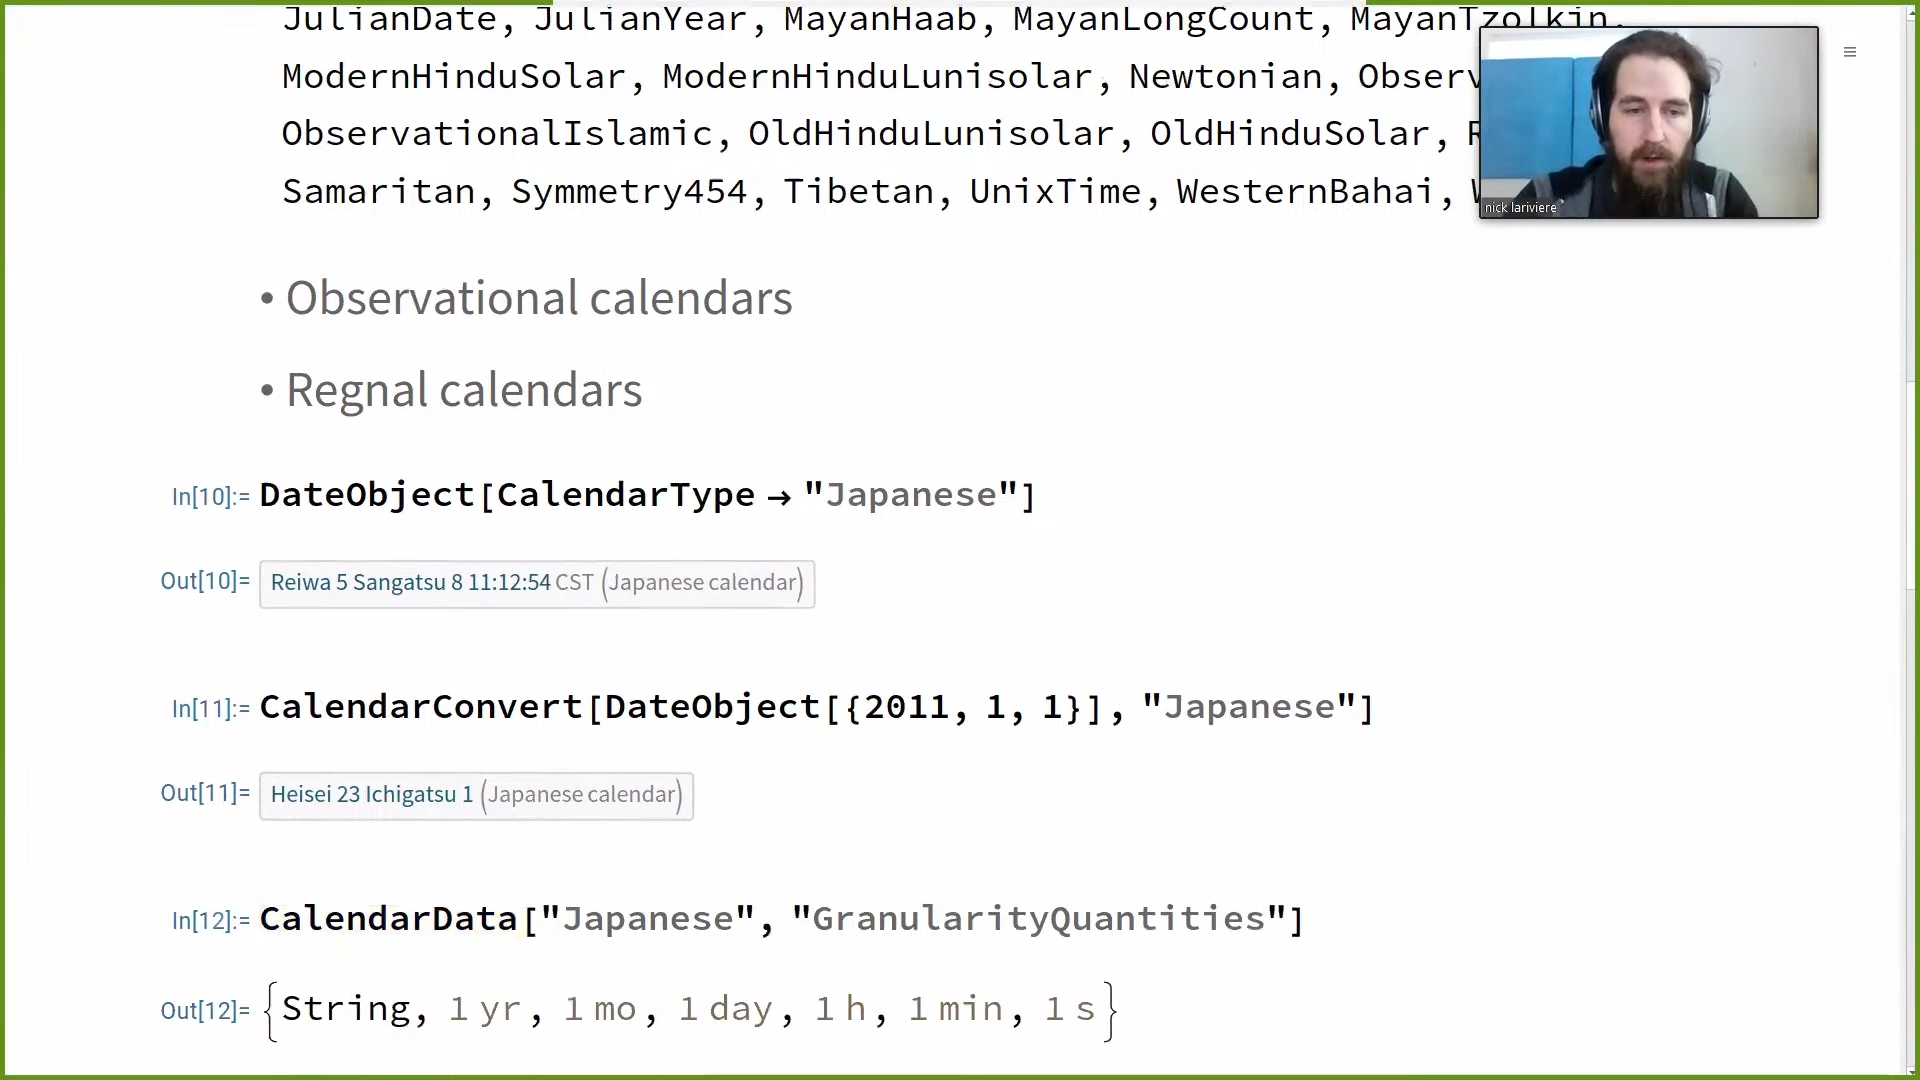 JulianDate, JulianYear, MayanHaab, MayanLongCount, MayanTzolkin,
ModernHinduSolar, ModernHinduLunisolar, Newtonian, Observ
ObservationalIslamic, OldHinduLunisolar, OldHinduSolar, R
Samaritan, Symmetry454, Tibetan, UnixTime, WesternBahai, W
nick lariviere
• Observational calendars
• Regnal calendars
In[10]:= DateObject[CalendarType → "Japanese"]
Out[10]= Reiwa 5 Sangatsu 8 11:12:54 CST (Japanese calendar)
In[11]:= CalendarConvert[DateObject[{2011, 1, 1}], "Japanese"]
Out[11]= Heisei 23 Ichigatsu 1 (Japanese calendar)
In[12]:= CalendarData["Japanese", "GranularityQuantities"]
Out[12]= {String, 1 yr, 1 mo, 1 day, 1 h, 1 min, 1 s}